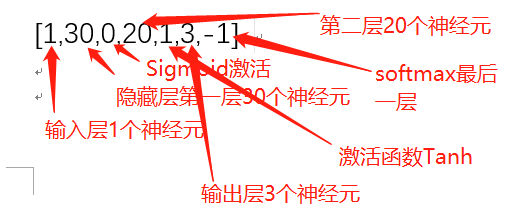 第二层20个神经元
[1,30,0,20,1,3,-1]
Sigmoid激活
softmax最后
一层
隐藏层第一层30个神经元
输入层1个神经元
激活函数Tanh
输出层3个神经元